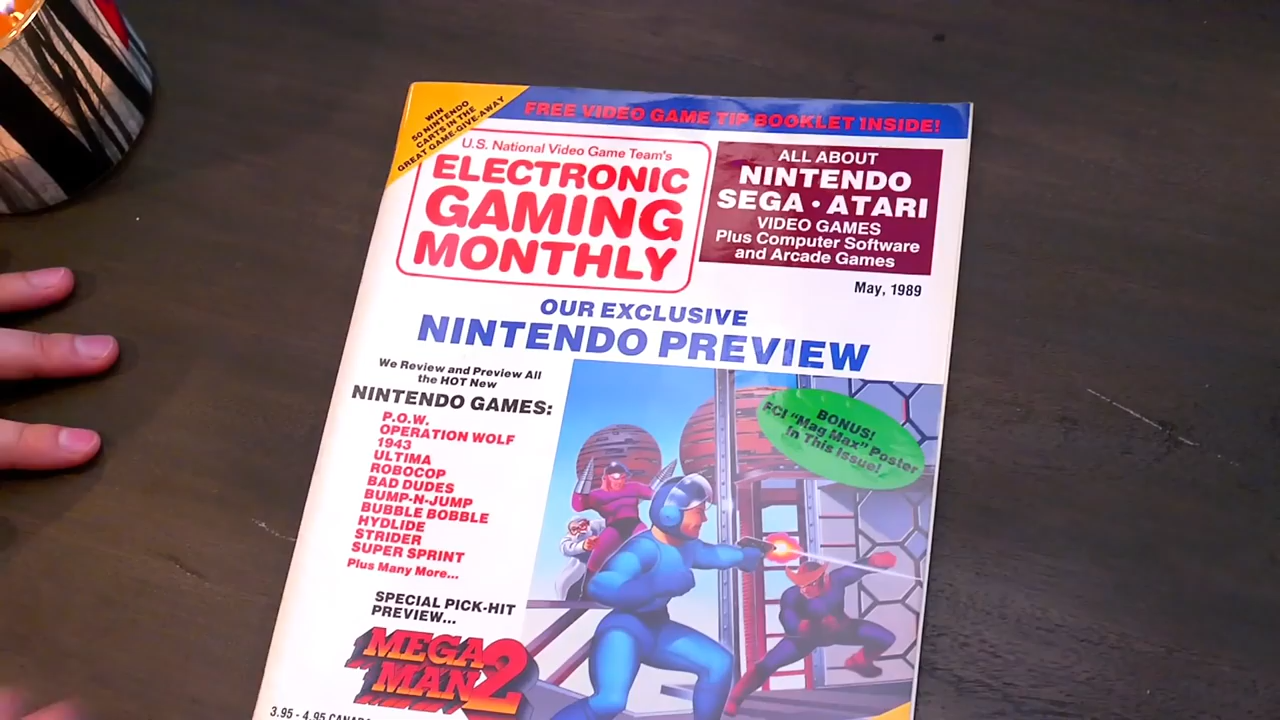 WIN
50 NINTENDO
CARTS IN THE
GREAT GAME-GIVE-AWAY
FREE VIDEO GAME TIP BOOKLET INSIDE!
U.S. National Video Game Team's
ELECTRONIC
GAMING
MONTHLY
ALL ABOUT
NINTENDO
SEGA • ATARI
VIDEO GAMES
Plus Computer Software
and Arcade Games
May, 1989
OUR EXCLUSIVE
NINTENDO PREVIEW
We Review and Preview All
the HOT New
NINTENDO GAMES:
P.O.W.
OPERATION WOLF
1943
ULTIMA
ROBOCOP
BAD DUDES
BUMP-N-JUMP
BUBBLE BOBBLE
HYDLIDE
STRIDER
SUPER SPRINT
Plus Many More...
BONUS!
FCI "Mag Max" Poster
In This Issue!
SPECIAL PICK-HIT
PREVIEW...
MEGA
MAN 2
3.95 - 4.95